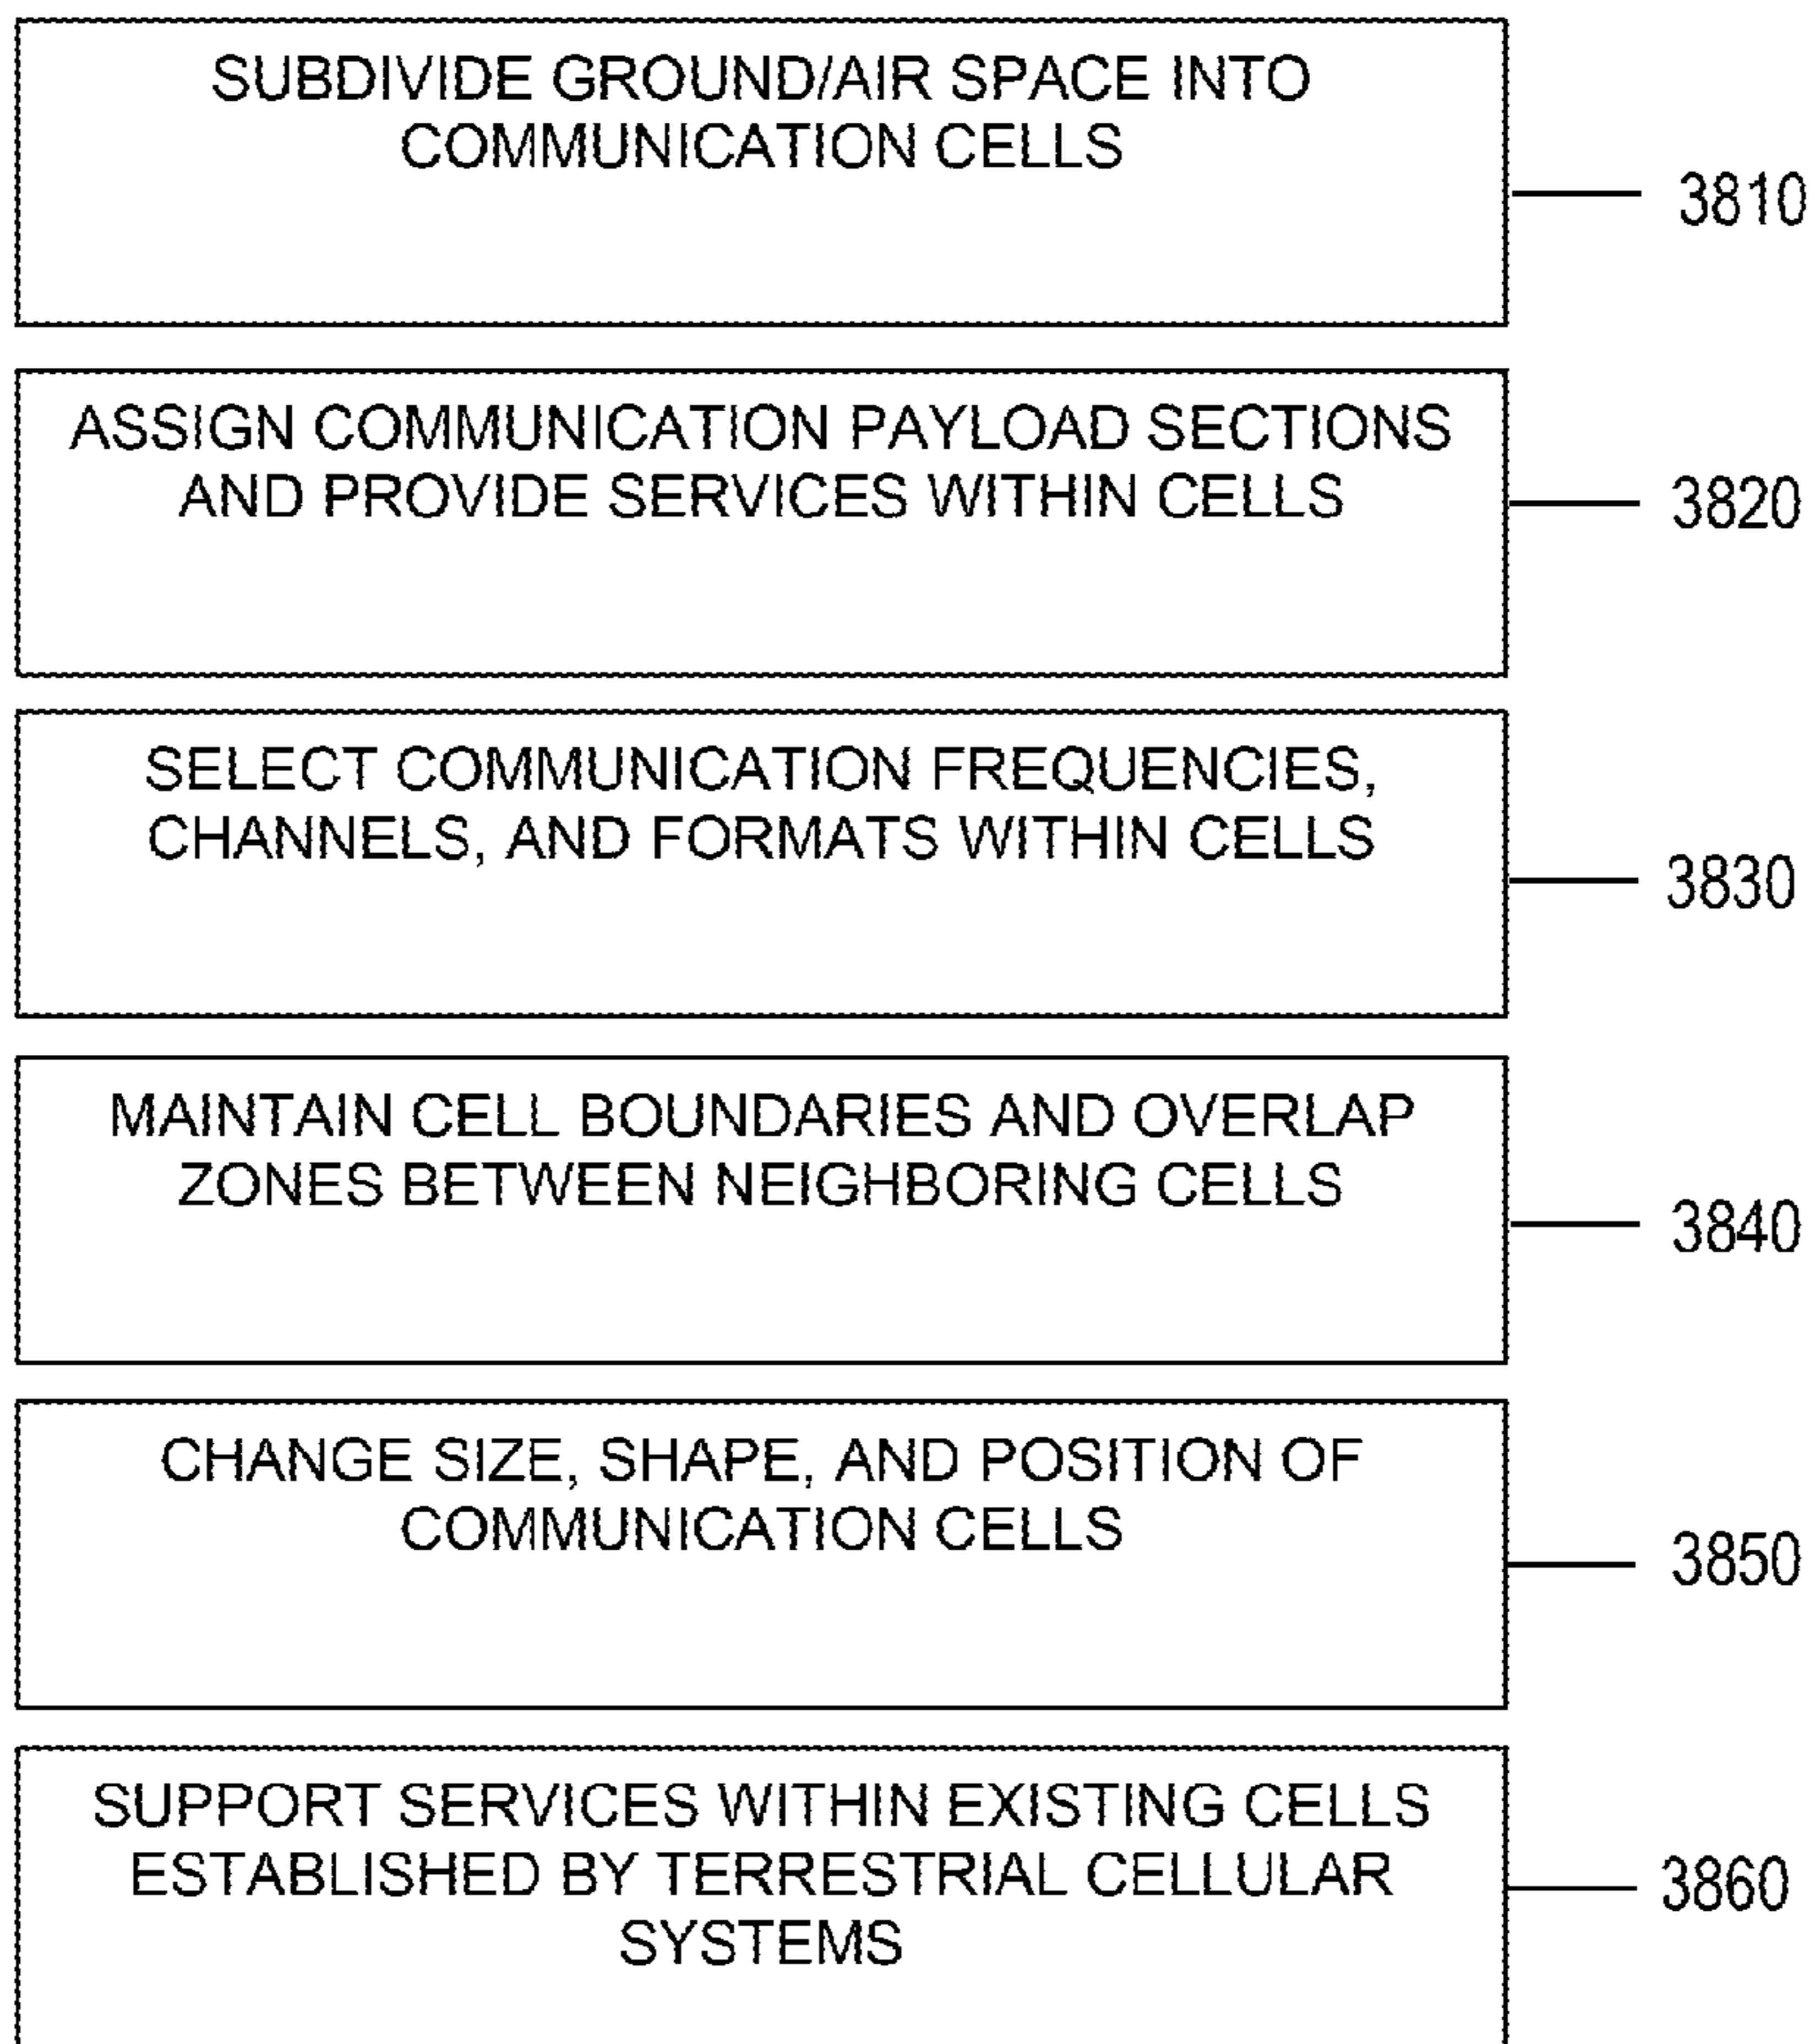 SUBDIVIDE GROUND/AIR SPACE INTO
COMMUNICATION CELLS
3810
ASSIGN COMMUNICATION PAYLOAD SECTIONS
AND PROVIDE SERVICES WITHIN CELLS
3820
SELECT COMMUNICATION FREQUENCIES,
CHANNELS, AND FORMATS WITHIN CELLS
3830
MAINTAIN CELL BOUNDARIES AND OVERLAP
ZONES BETWEEN NEIGHBORING CELLS
3840
CHANGE SIZE, SHAPE, AND POSITION OF
COMMUNICATION CELLS
3850
SUPPORT SERVICES WITHIN EXISTING CELLS
ESTABLISHED BY TERRESTRIAL CELLULAR
SYSTEMS
3860